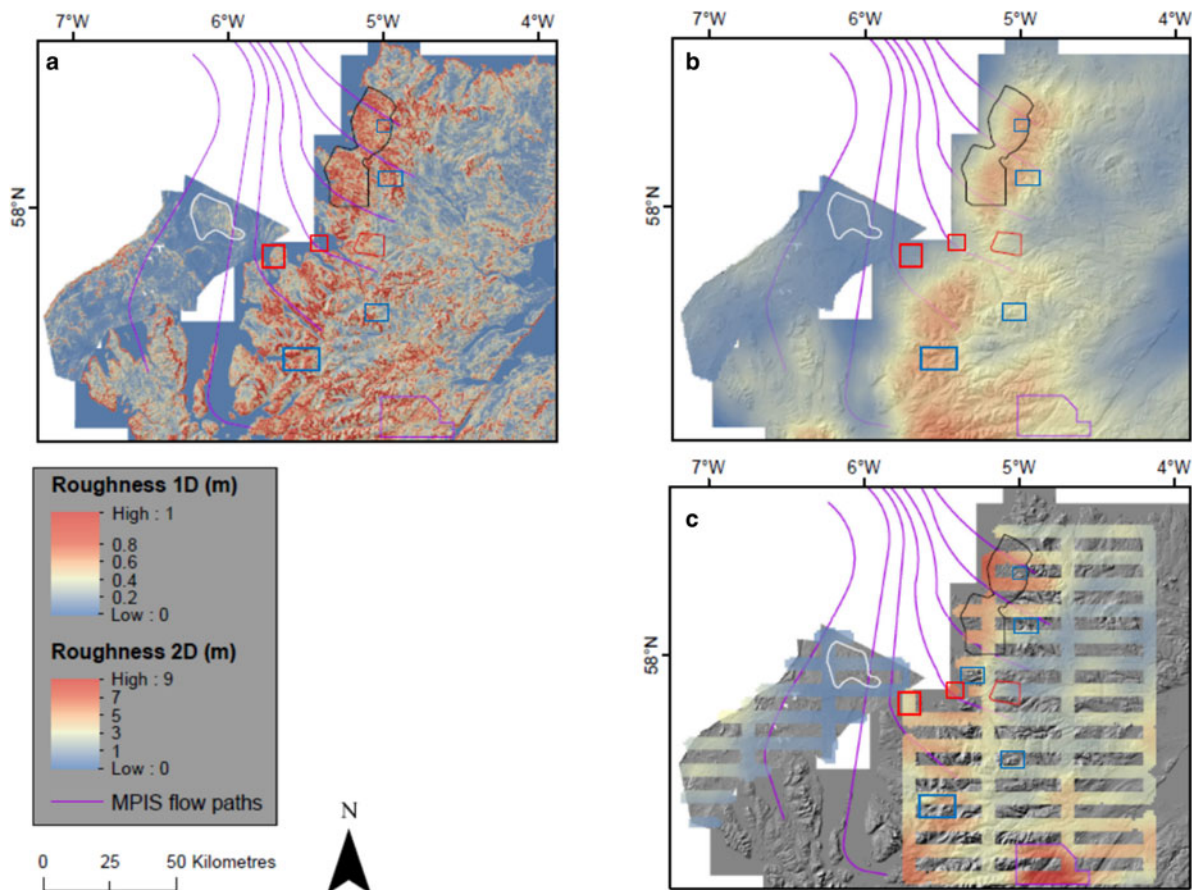 7°W 6°W 5°W 4°W
a
58°N
7°W 6°W 5°W 4°W
b
58°N
Roughness 1D (m)
High : 1
0.8
0.6
0.4
0.2
Low : 0
Roughness 2D (m)
High : 9
7
5
3
1
Low : 0
MPIS flow paths
N
0 25 50 Kilometres
7°W 6°W 5°W 4°W
c
58°N